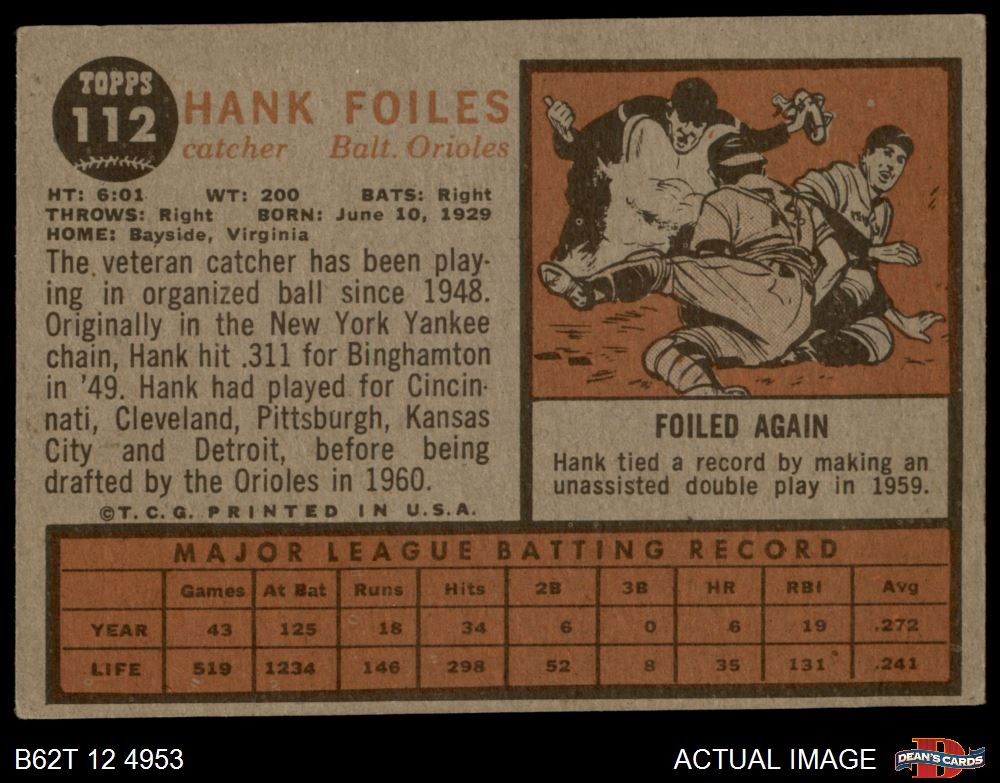 TOPPS
112
HANK FOILES
catcher Balt. Orioles
HT: 6:01 WT: 200 BATS: Right
THROWS: Right BORN: June 10, 1929
HOME: Bayside, Virginia
The veteran catcher has been play-
ing in organized ball since 1948.
Originally in the New York Yankee
chain, Hank hit .311 for Binghamton
in '49. Hank had played for Cincin-
nati, Cleveland, Pittsburgh, Kansas
City and Detroit, before being
drafted by the Orioles in 1960.
©T. C. G. PRINTED IN U.S.A.
FOILED AGAIN
Hank tied a record by making an
unassisted double play in 1959.
MAJOR LEAGUE BATTING RECORD
Games At Bat Runs Hits 2B 3B HR RBI Avg
YEAR 43 125 18 34 6 0 6 19 .272
LIFE 519 1234 146 298 52 8 35 131 .241
B62T 12 4953
ACTUAL IMAGE
DEAN'S CARDS